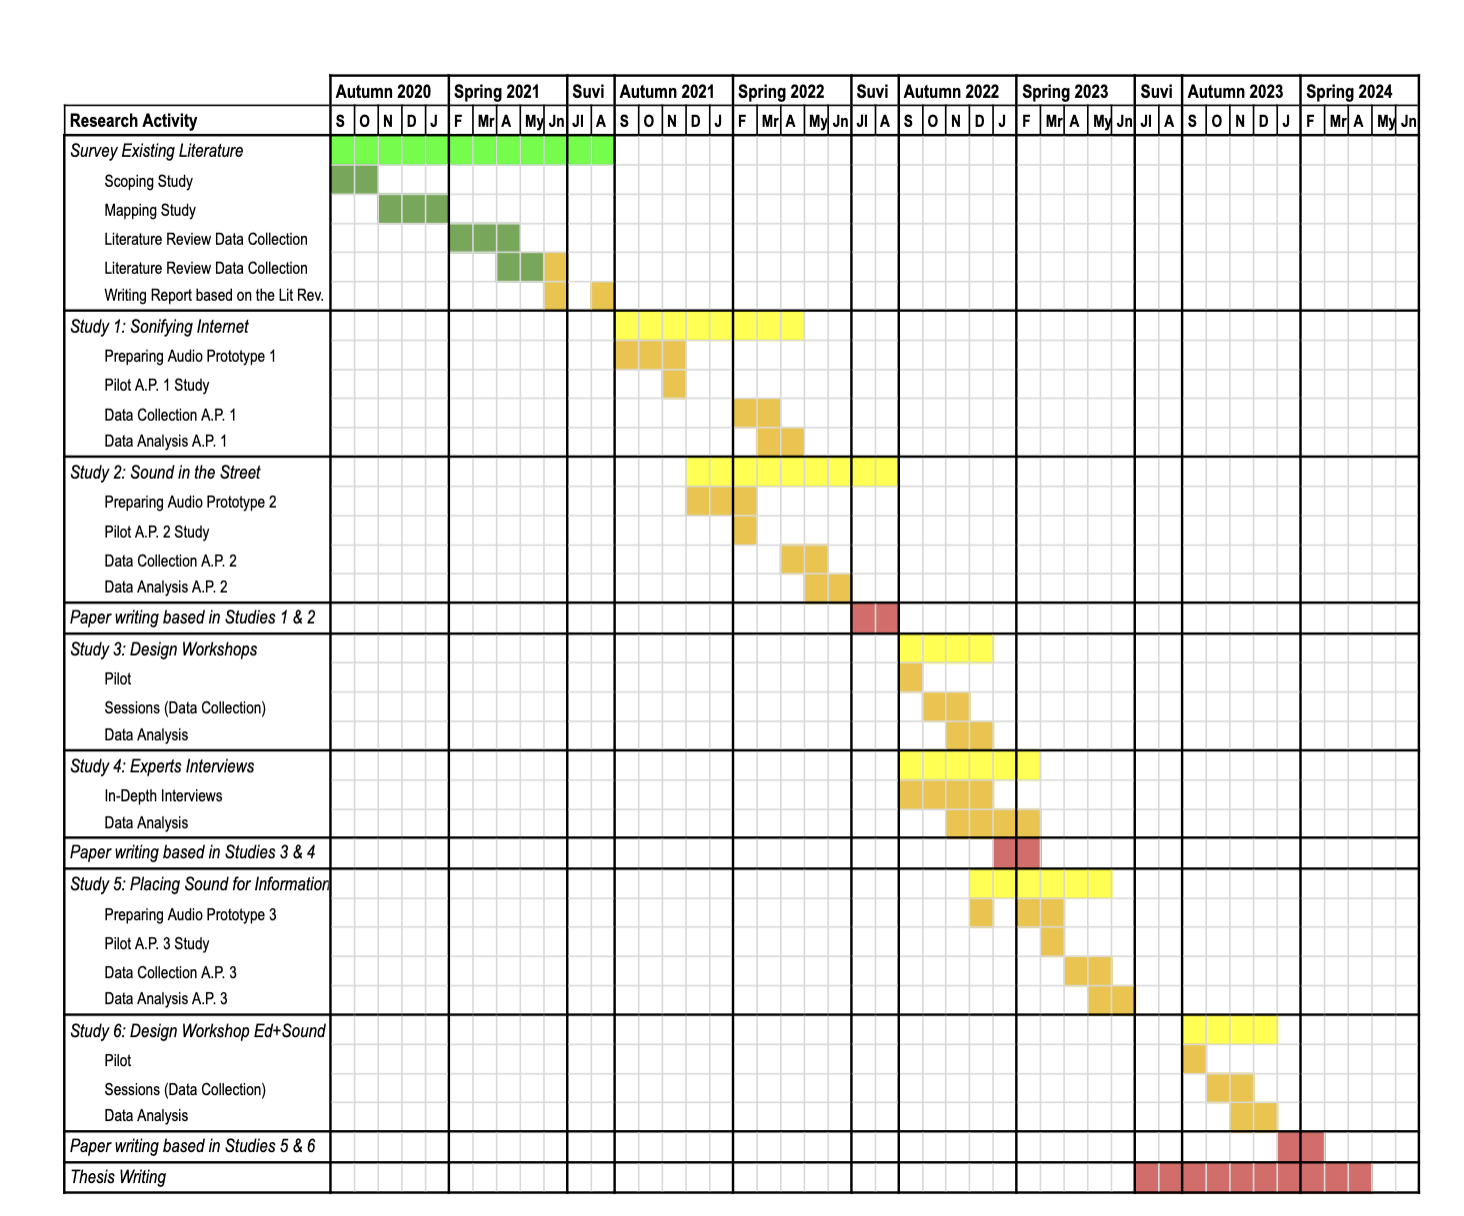 Autumn 2020 Spring 2021 Suvi Autumn 2021 Spring 2022 Suvi Autumn 2022 Spring 2023 Suvi Autumn 2023 Spring 2024
Research Activity S O N D J F Mr A My Jn Jl A S O N D J F Mr A My Jn Jl A S O N D J F Mr A My Jn Jl A S O N D J F Mr A My Jn
Survey Existing Literature
Scoping Study
Mapping Study
Literature Review Data Collection
Literature Review Data Collection
Writing Report based on the Lit Rev.
Study 1: Sonifying Internet
Preparing Audio Prototype 1
Pilot A.P. 1 Study
Data Collection A.P. 1
Data Analysis A.P. 1
Study 2: Sound in the Street
Preparing Audio Prototype 2
Pilot A.P. 2 Study
Data Collection A.P. 2
Data Analysis A.P. 2
Paper writing based in Studies 1 & 2
Study 3: Design Workshops
Pilot
Sessions (Data Collection)
Data Analysis
Study 4: Experts Interviews
In-Depth Interviews
Data Analysis
Paper writing based in Studies 3 & 4
Study 5: Placing Sound for Information
Preparing Audio Prototype 3
Pilot A.P. 3 Study
Data Collection A.P. 3
Data Analysis A.P. 3
Study 6: Design Workshop Ed+Sound
Pilot
Sessions (Data Collection)
Data Analysis
Paper writing based in Studies 5 & 6
Thesis Writing